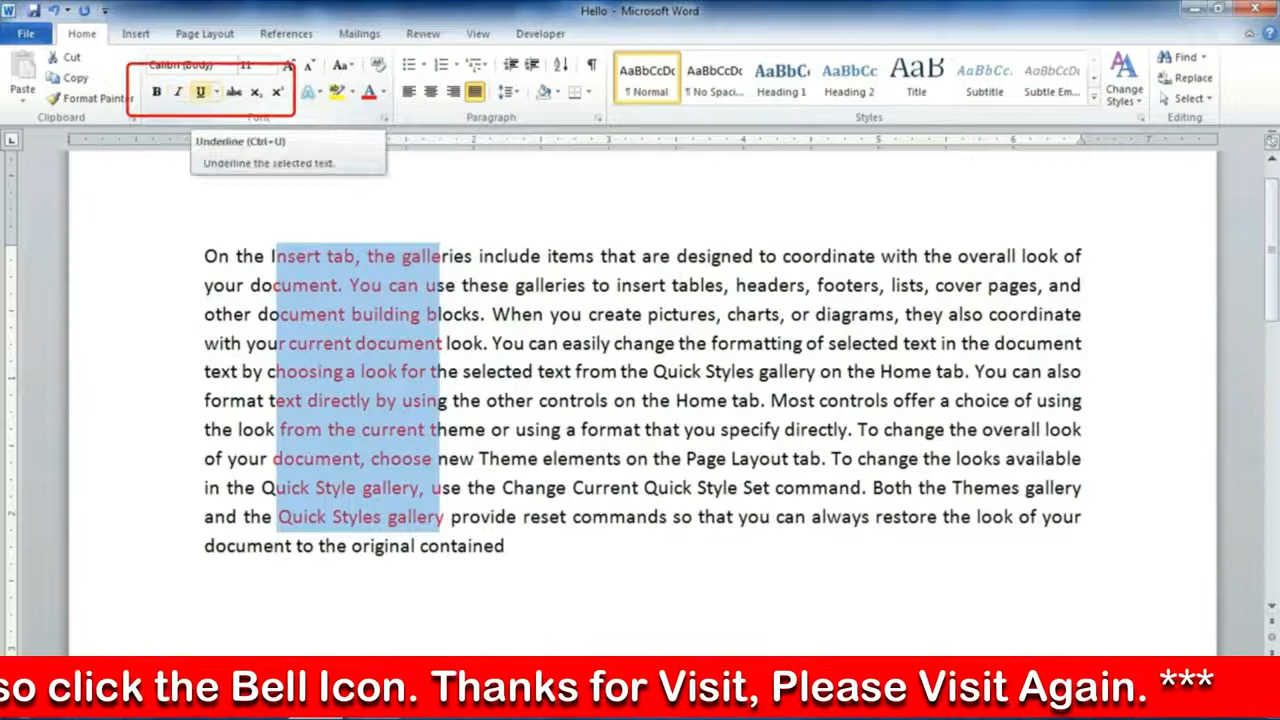 Hello - Microsoft Word
File Home Insert Page Layout References Mailings Review View Developer
Cut
Copy
Format Painter
Paste
Clipboard
Calibri (Body) 11
Font
Paragraph
AaBbCcDc AaBbCcDc AaBbC AaBbCc AaB AaBbCc. AaBbCcDc
¶ Normal ¶ No Spaci... Heading 1 Heading 2 Title Subtitle Subtle Em...
Styles
Change
Styles
Find
Replace
Select
Editing
Underline (Ctrl+U)
Underline the selected text.
1 2 3 4 5 6 7
On the Insert tab, the galleries include items that are designed to coordinate with the overall look of
your document. You can use these galleries to insert tables, headers, footers, lists, cover pages, and
other document building blocks. When you create pictures, charts, or diagrams, they also coordinate
with your current document look. You can easily change the formatting of selected text in the document
text by choosing a look for the selected text from the Quick Styles gallery on the Home tab. You can also
format text directly by using the other controls on the Home tab. Most controls offer a choice of using
the look from the current theme or using a format that you specify directly. To change the overall look
of your document, choose new Theme elements on the Page Layout tab. To change the looks available
in the Quick Style gallery, use the Change Current Quick Style Set command. Both the Themes gallery
and the Quick Styles gallery provide reset commands so that you can always restore the look of your
document to the original contained
so click the Bell Icon. Thanks for Visit, Please Visit Again. ***